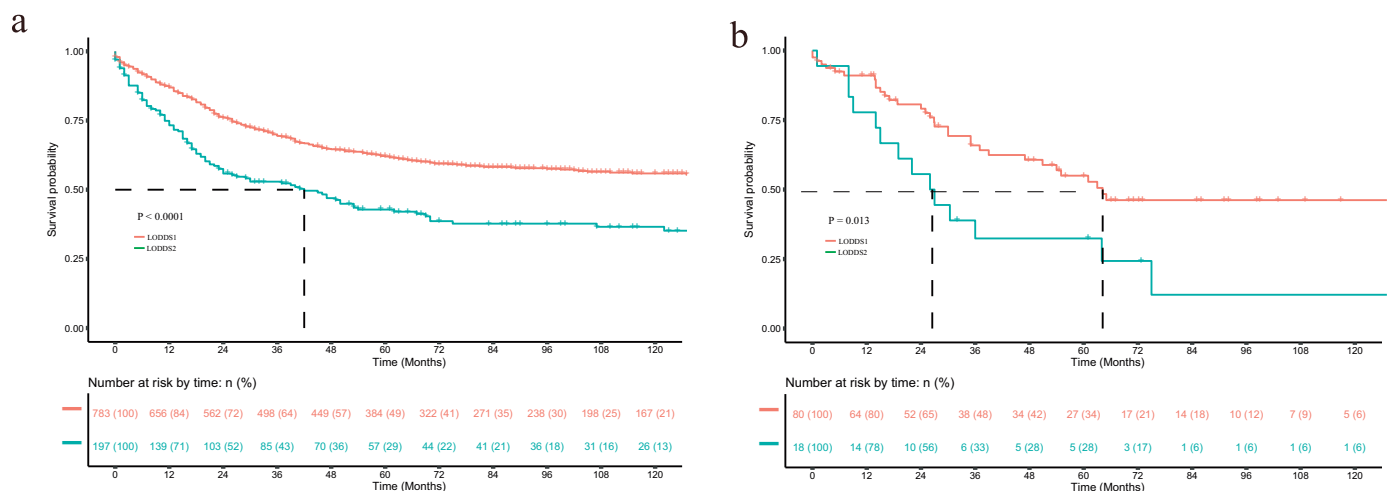 a
1.00
0.75
0.50
0.25
0.00
Survival probability
P < 0.0001
LODDS1
LODDS2
0 12 24 36 48 60 72 84 96 108 120
Time (Months)
Number at risk by time: n (%)
783 (100) 656 (84) 562 (72) 498 (64) 449 (57) 384 (49) 322 (41) 271 (35) 238 (30) 198 (25) 167 (21)
197 (100) 139 (71) 103 (52) 85 (43) 70 (36) 57 (29) 44 (22) 41 (21) 36 (18) 31 (16) 26 (13)
0 12 24 36 48 60 72 84 96 108 120
Time (Months)
b
1.00
0.75
0.50
0.25
0.00
Survival probability
P = 0.013
LODDS1
LODDS2
0 12 24 36 48 60 72 84 96 108 120
Time (Months)
Number at risk by time: n (%)
80 (100) 64 (80) 52 (65) 38 (48) 34 (42) 27 (34) 17 (21) 14 (18) 10 (12) 7 (9) 5 (6)
18 (100) 14 (78) 10 (56) 6 (33) 5 (28) 5 (28) 3 (17) 1 (6) 1 (6) 1 (6) 1 (6)
0 12 24 36 48 60 72 84 96 108 120
Time (Months)